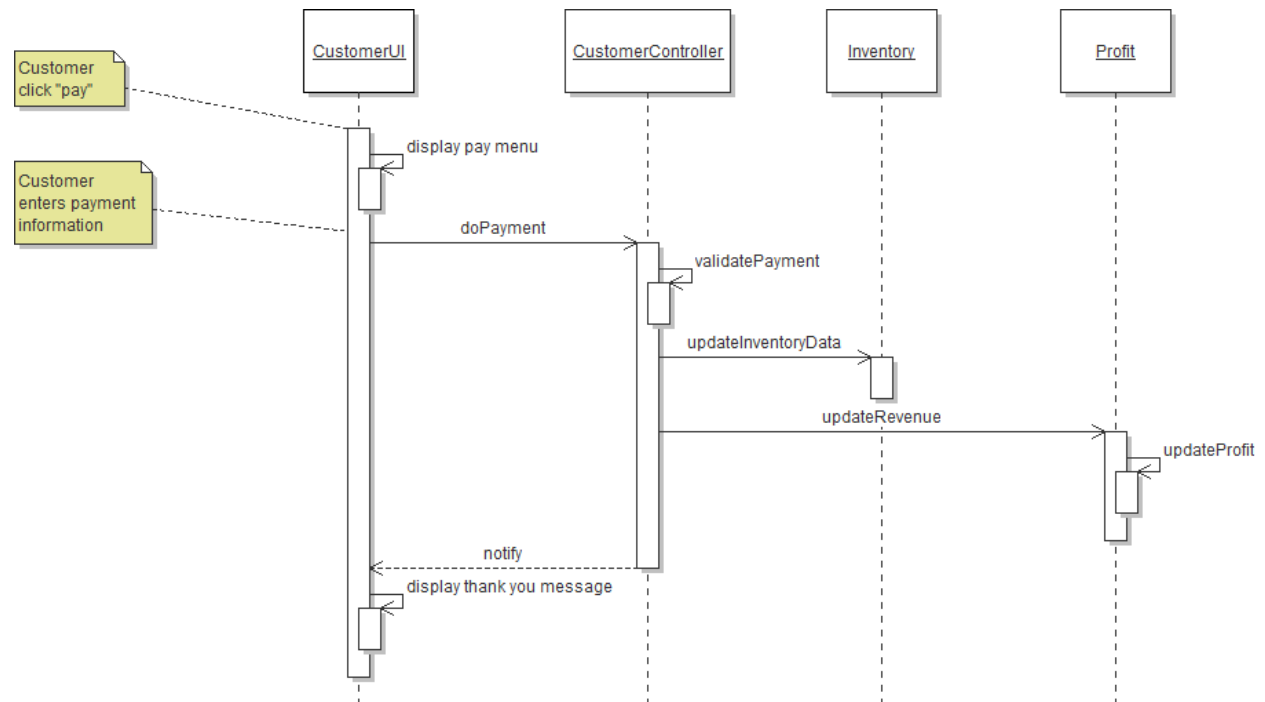 CustomerUI
CustomerController
Inventory
Profit
Customer
click "pay"
display pay menu
Customer
enters payment
information
doPayment
validatePayment
updateInventoryData
updateRevenue
updateProfit
notify
display thank you message